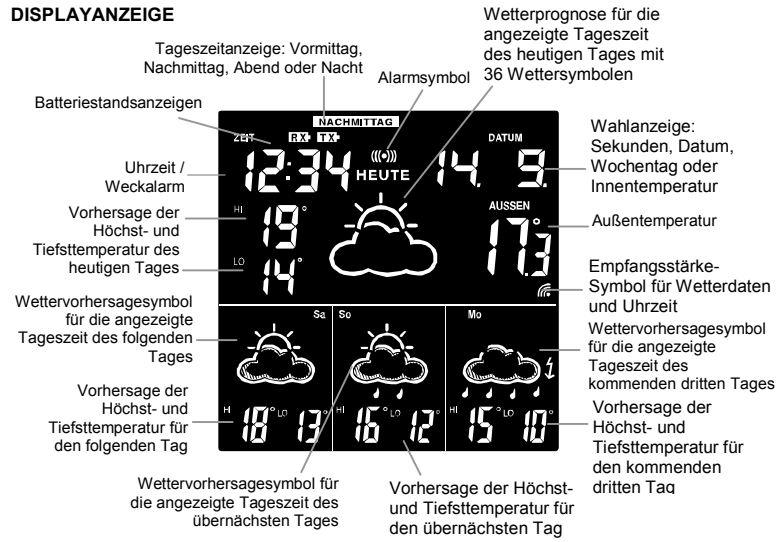 DISPLAYANZEIGE
Wetterprognose für die
angezeigte Tageszeit
des heutigen Tages mit
36 Wettersymbolen
Tageszeitanzeige: Vormittag,
Nachmittag, Abend oder Nacht
Alarmsymbol
Batteriestandsanzeigen
NACHMITTAG
ZEIT
RX
TX
DATUM
12:34
HEUTE
14. 9.
Wahlanzeige:
Sekunden, Datum,
Wochentag oder
Innentemperatur
Uhrzeit /
Weckalarm
HI
19°
AUSSEN
17.3°
Außentemperatur
Vorhersage der
Höchst- und
Tiefsttemperatur des
heutigen Tages
LO
14°
Empfangsstärke-
Symbol für Wetterdaten
und Uhrzeit
Wettervorhersagesymbol
für die angezeigte
Tageszeit des folgenden
Tages
Sa
So
Mo
Wettervorhersagesymbol
für die angezeigte
Tageszeit des
kommenden dritten Tages
Vorhersage der
Höchst- und
Tiefsttemperatur für
den folgenden Tag
HI 18° LO 13°
HI 16° LO 12°
HI 15° LO 10°
Vorhersage der
Höchst- und
Tiefsttemperatur für
den kommenden
dritten Tag
Wettervorhersagesymbol für
die angezeigte Tageszeit des
übernächsten Tages
Vorhersage der Höchst-
und Tiefsttemperatur für
den übernächsten Tag